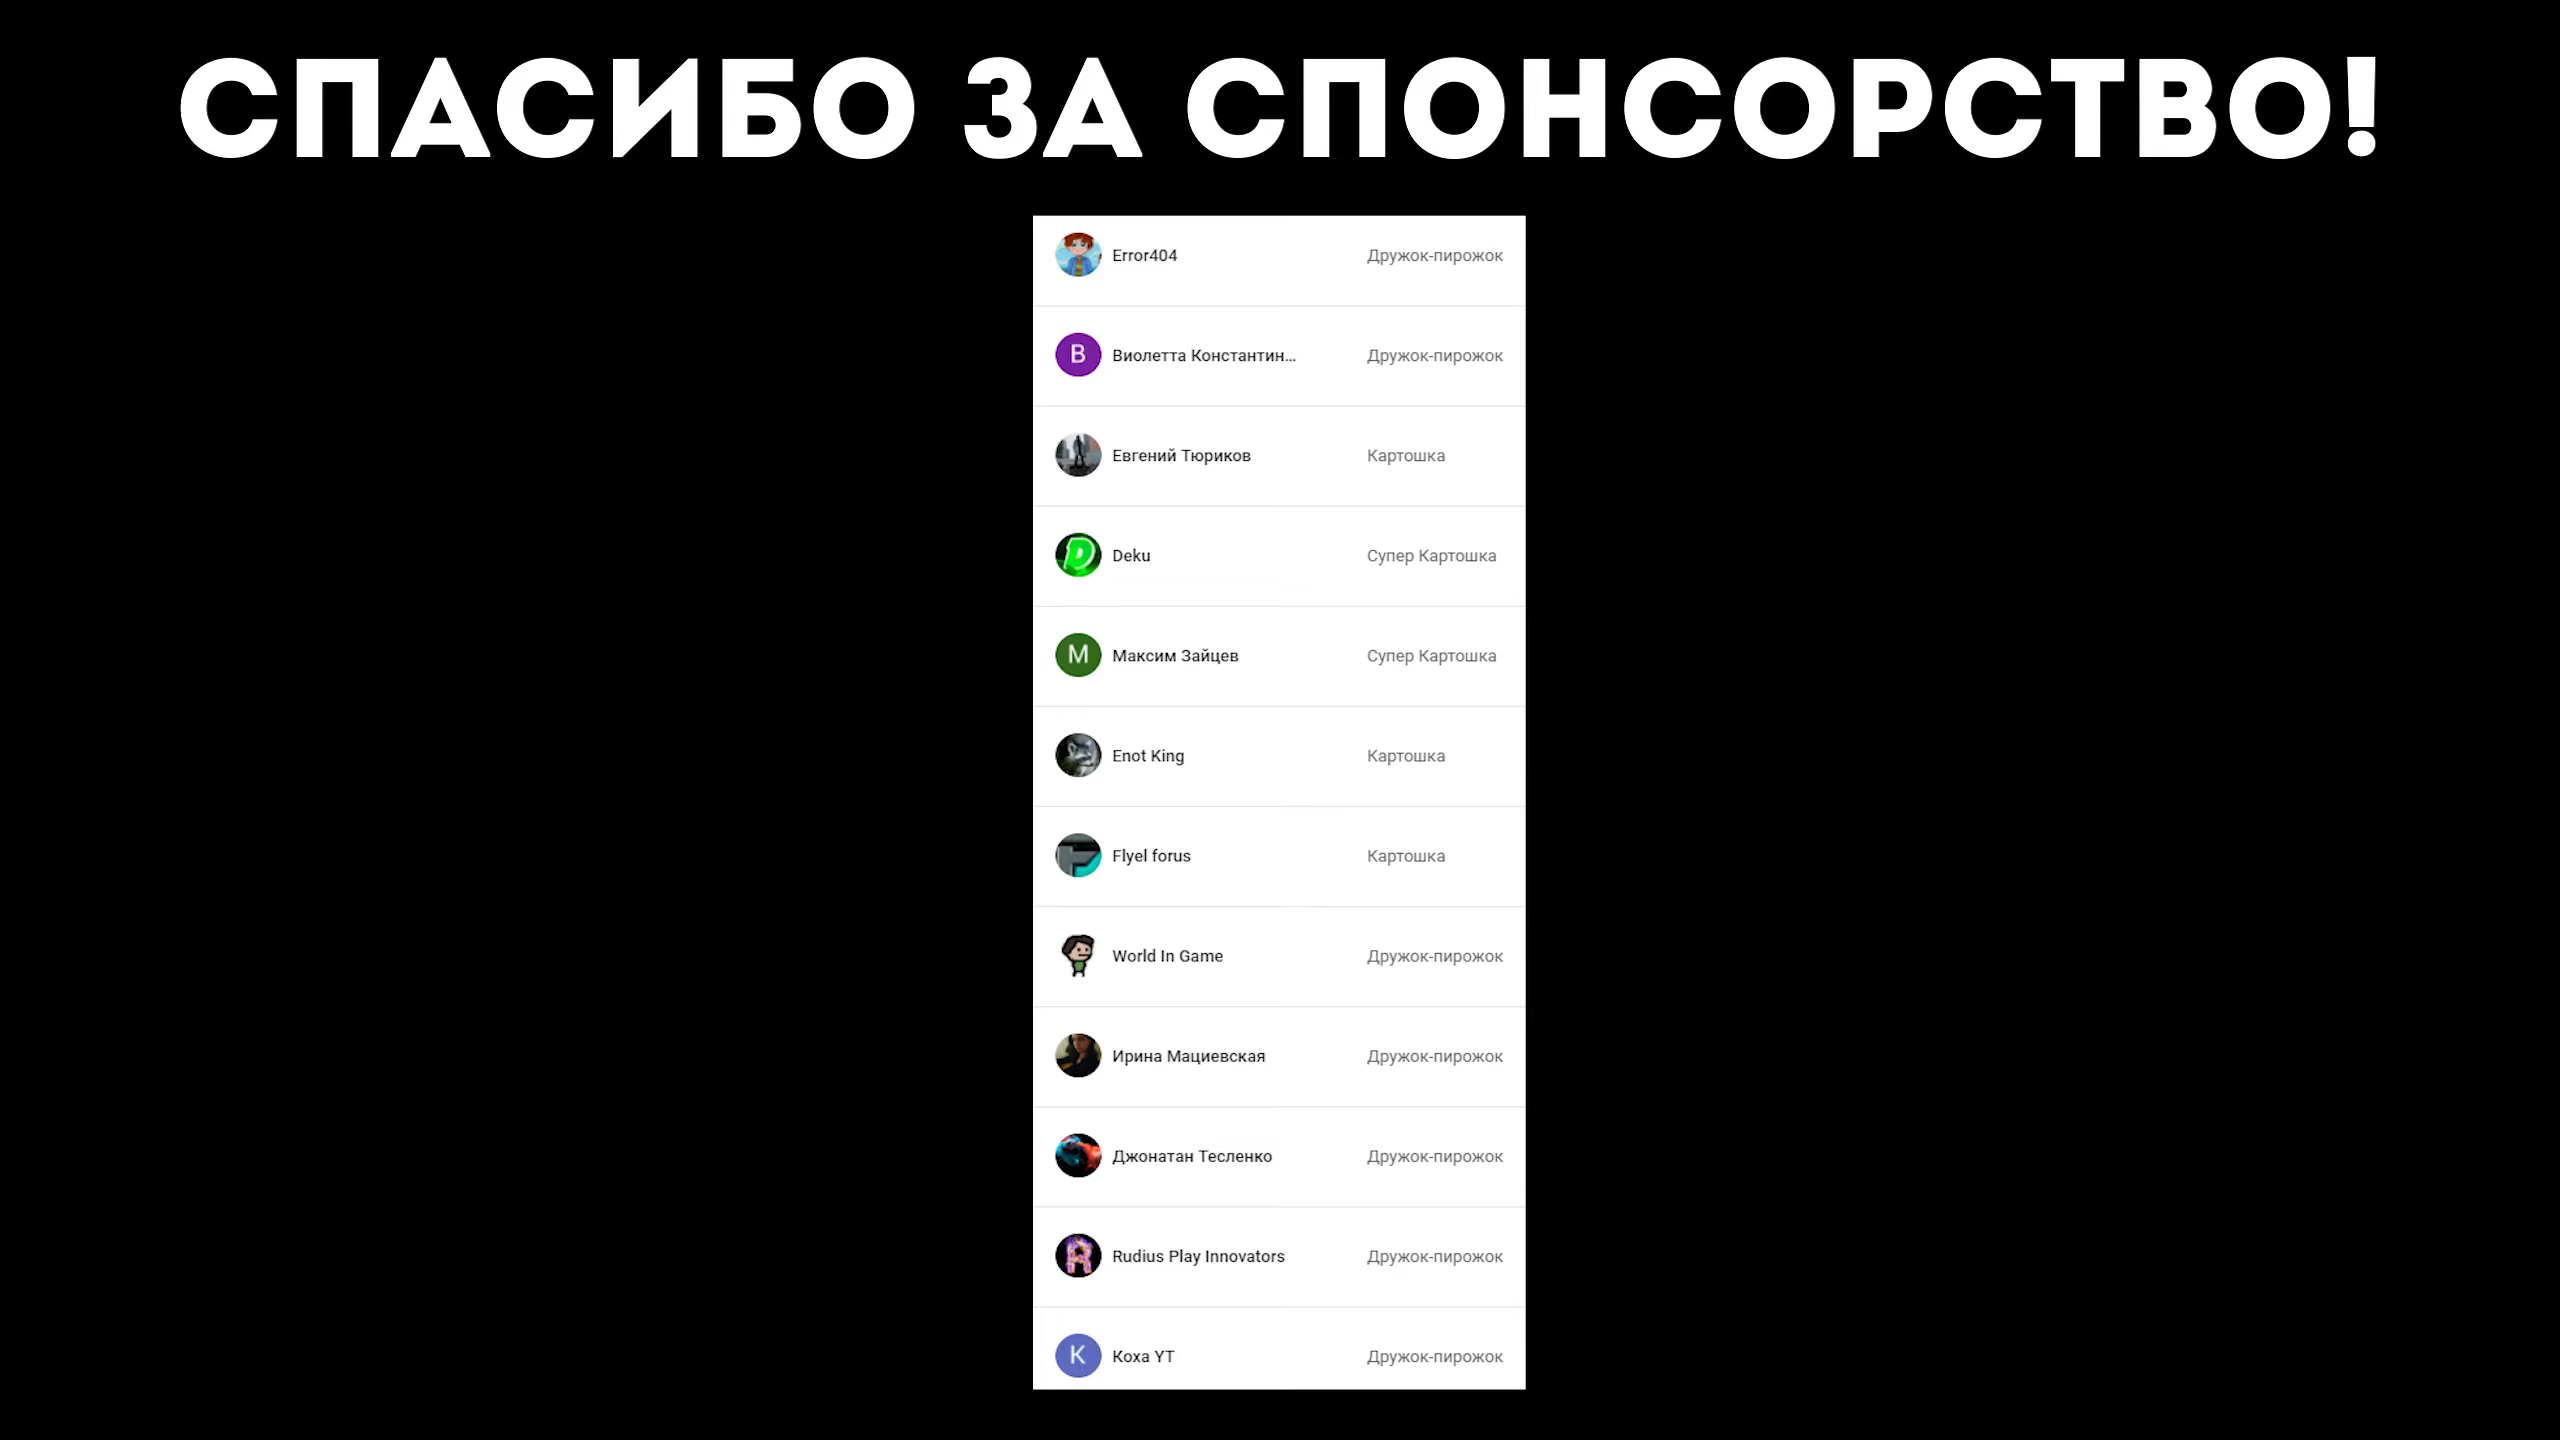 СПАСИБО ЗА СПОНСОРСТВО!
Error404 Дружок-пирожок
В Виолетта Константин... Дружок-пирожок
Евгений Тюриков Картошка
D Deku Супер Картошка
М Максим Зайцев Супер Картошка
Enot King Картошка
Flyel forus Картошка
World In Game Дружок-пирожок
Ирина Мациевская Дружок-пирожок
Джонатан Тесленко Дружок-пирожок
R Rudius Play Innovators Дружок-пирожок
К Коха YT Дружок-пирожок